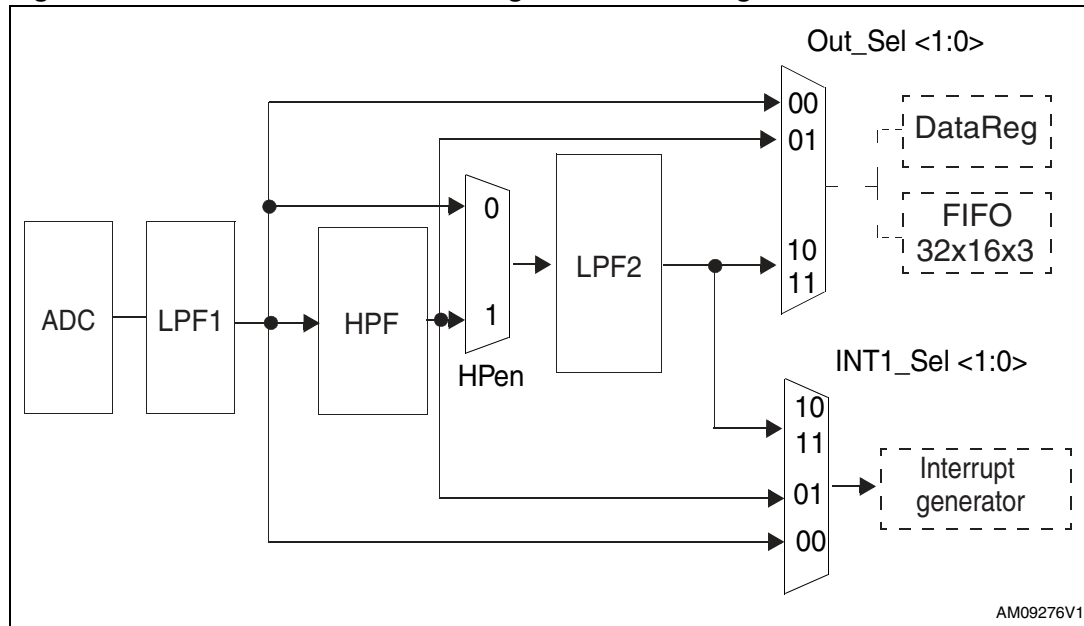 Out_Sel <1:0>
00
01
10
11
DataReg
FIFO
32x16x3
ADC
LPF1
HPF
0
1
HPen
LPF2
INT1_Sel <1:0>
10
11
01
00
Interrupt
generator
AM09276V1